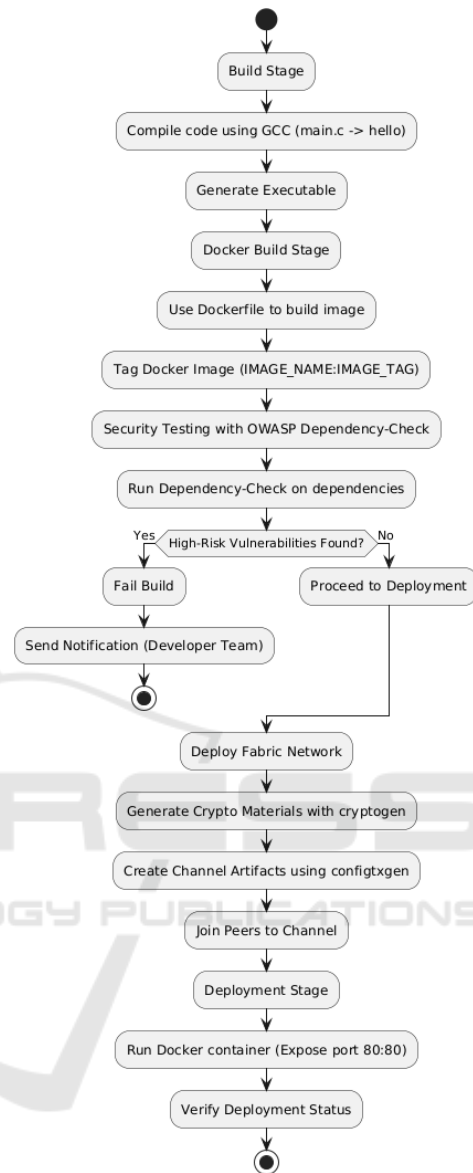 Build Stage
Compile code using GCC (main.c -> hello)
Generate Executable
Docker Build Stage
Use Dockerfile to build image
Tag Docker Image (IMAGE_NAME:IMAGE_TAG)
Security Testing with OWASP Dependency-Check
Run Dependency-Check on dependencies
Yes
High-Risk Vulnerabilities Found?
No
Fail Build
Proceed to Deployment
Send Notification (Developer Team)
Deploy Fabric Network
Generate Crypto Materials with cryptogen
Create Channel Artifacts using configtxgen
Join Peers to Channel
Deployment Stage
Run Docker container (Expose port 80:80)
Verify Deployment Status